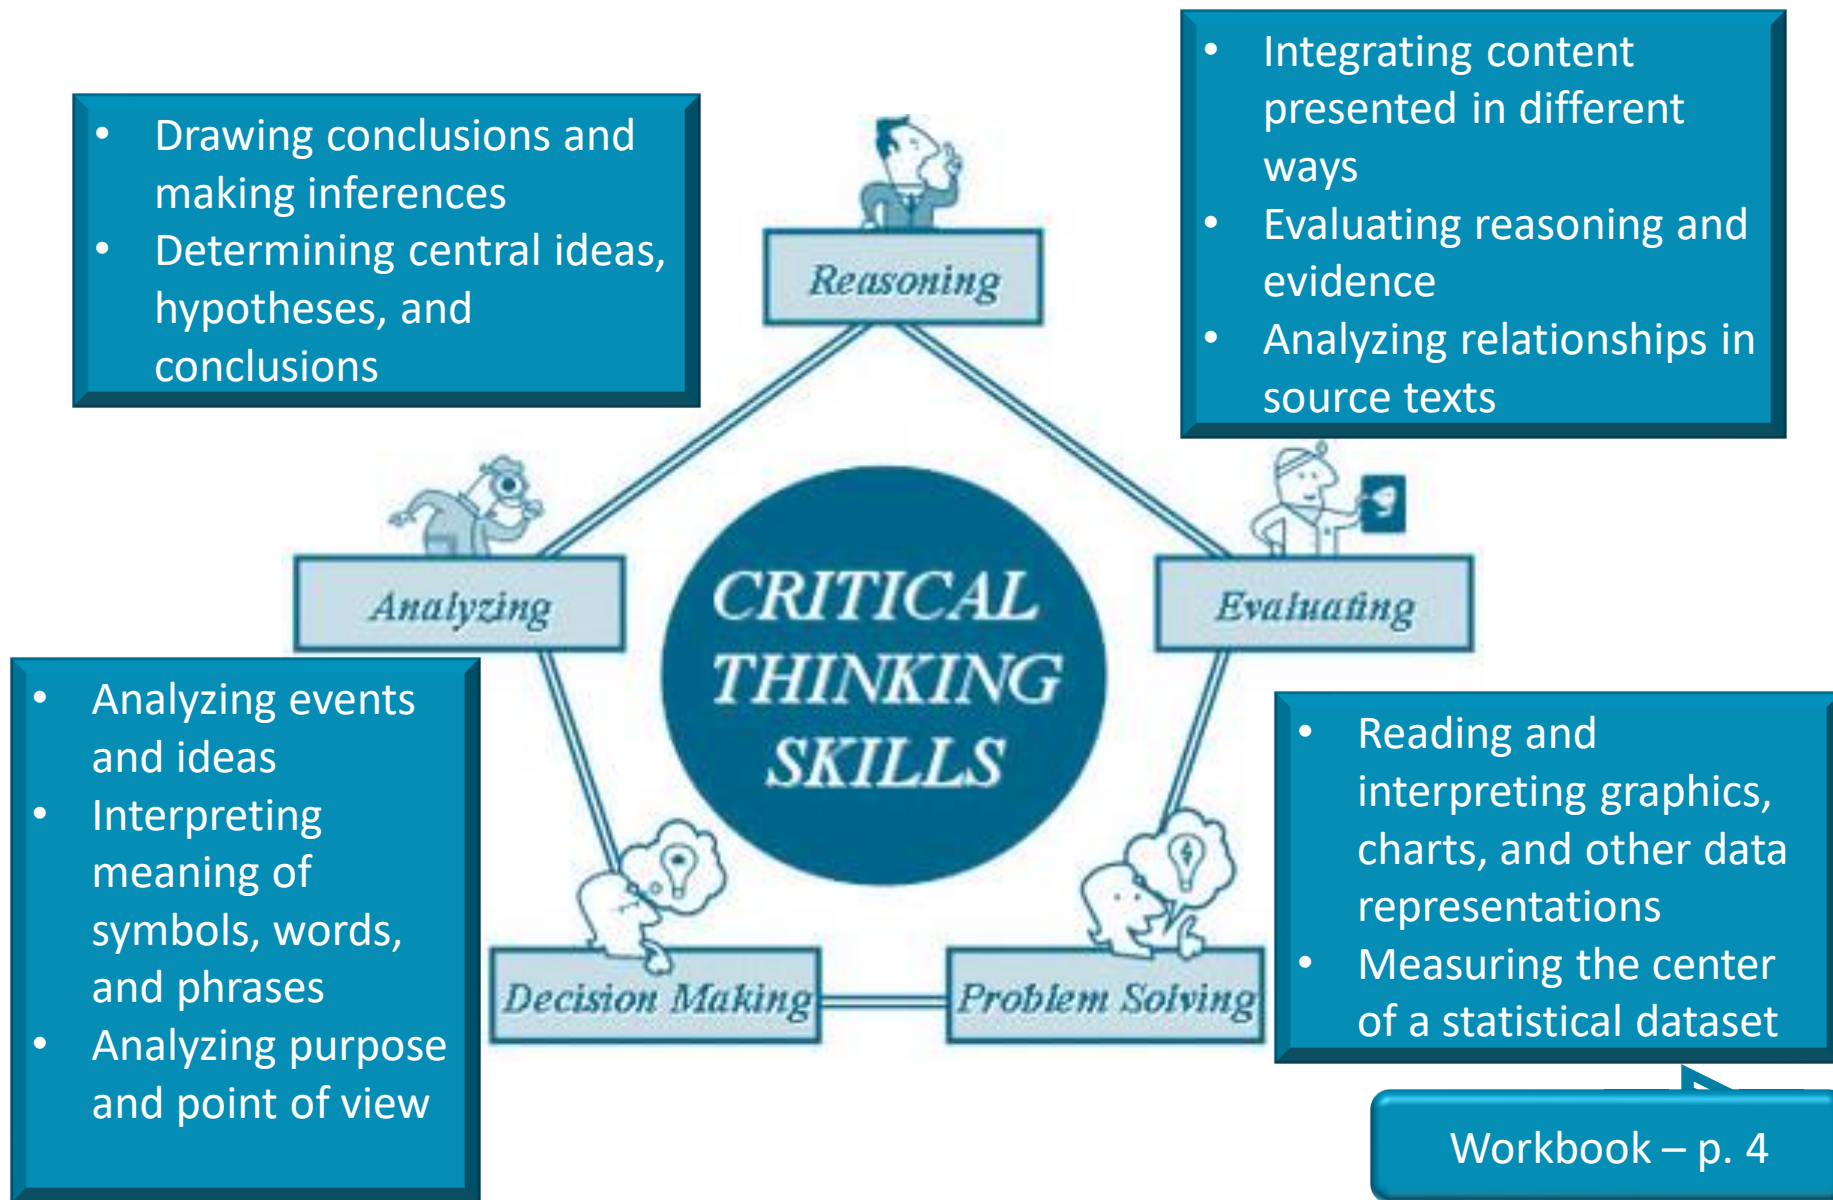 • Drawing conclusions and
making inferences
• Determining central ideas,
hypotheses, and
conclusions
• Integrating content
presented in different
ways
• Evaluating reasoning and
evidence
• Analyzing relationships in
source texts
Reasoning
Analyzing
Evaluating
CRITICAL
THINKING
SKILLS
• Analyzing events
and ideas
• Interpreting
meaning of
symbols, words,
and phrases
• Analyzing purpose
and point of view
• Reading and
interpreting graphics,
charts, and other data
representations
• Measuring the center
of a statistical dataset
Decision Making
Problem Solving
Workbook – p. 4